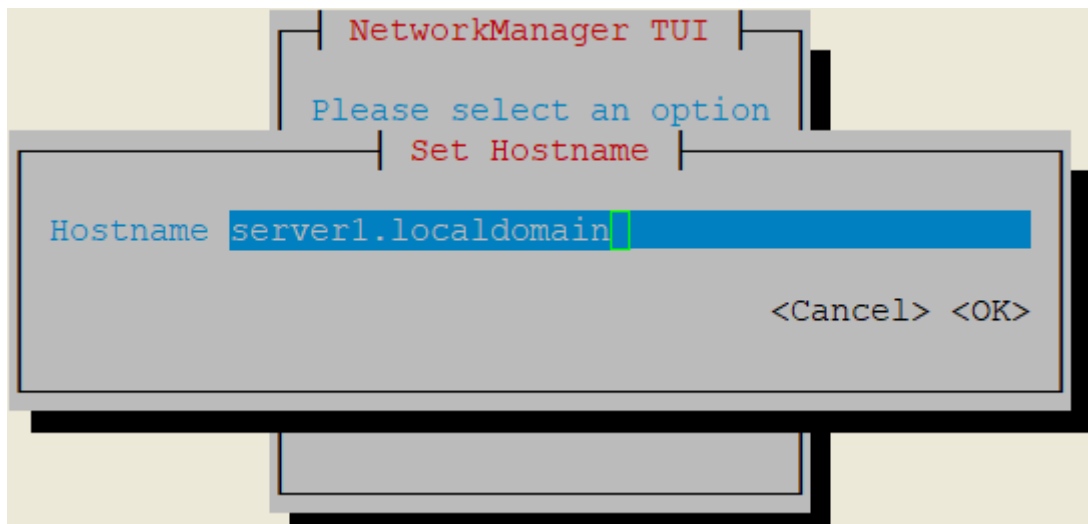 NetworkManager TUI
Please select an option
Set Hostname
Hostname server1.localdomain
<Cancel> <OK>